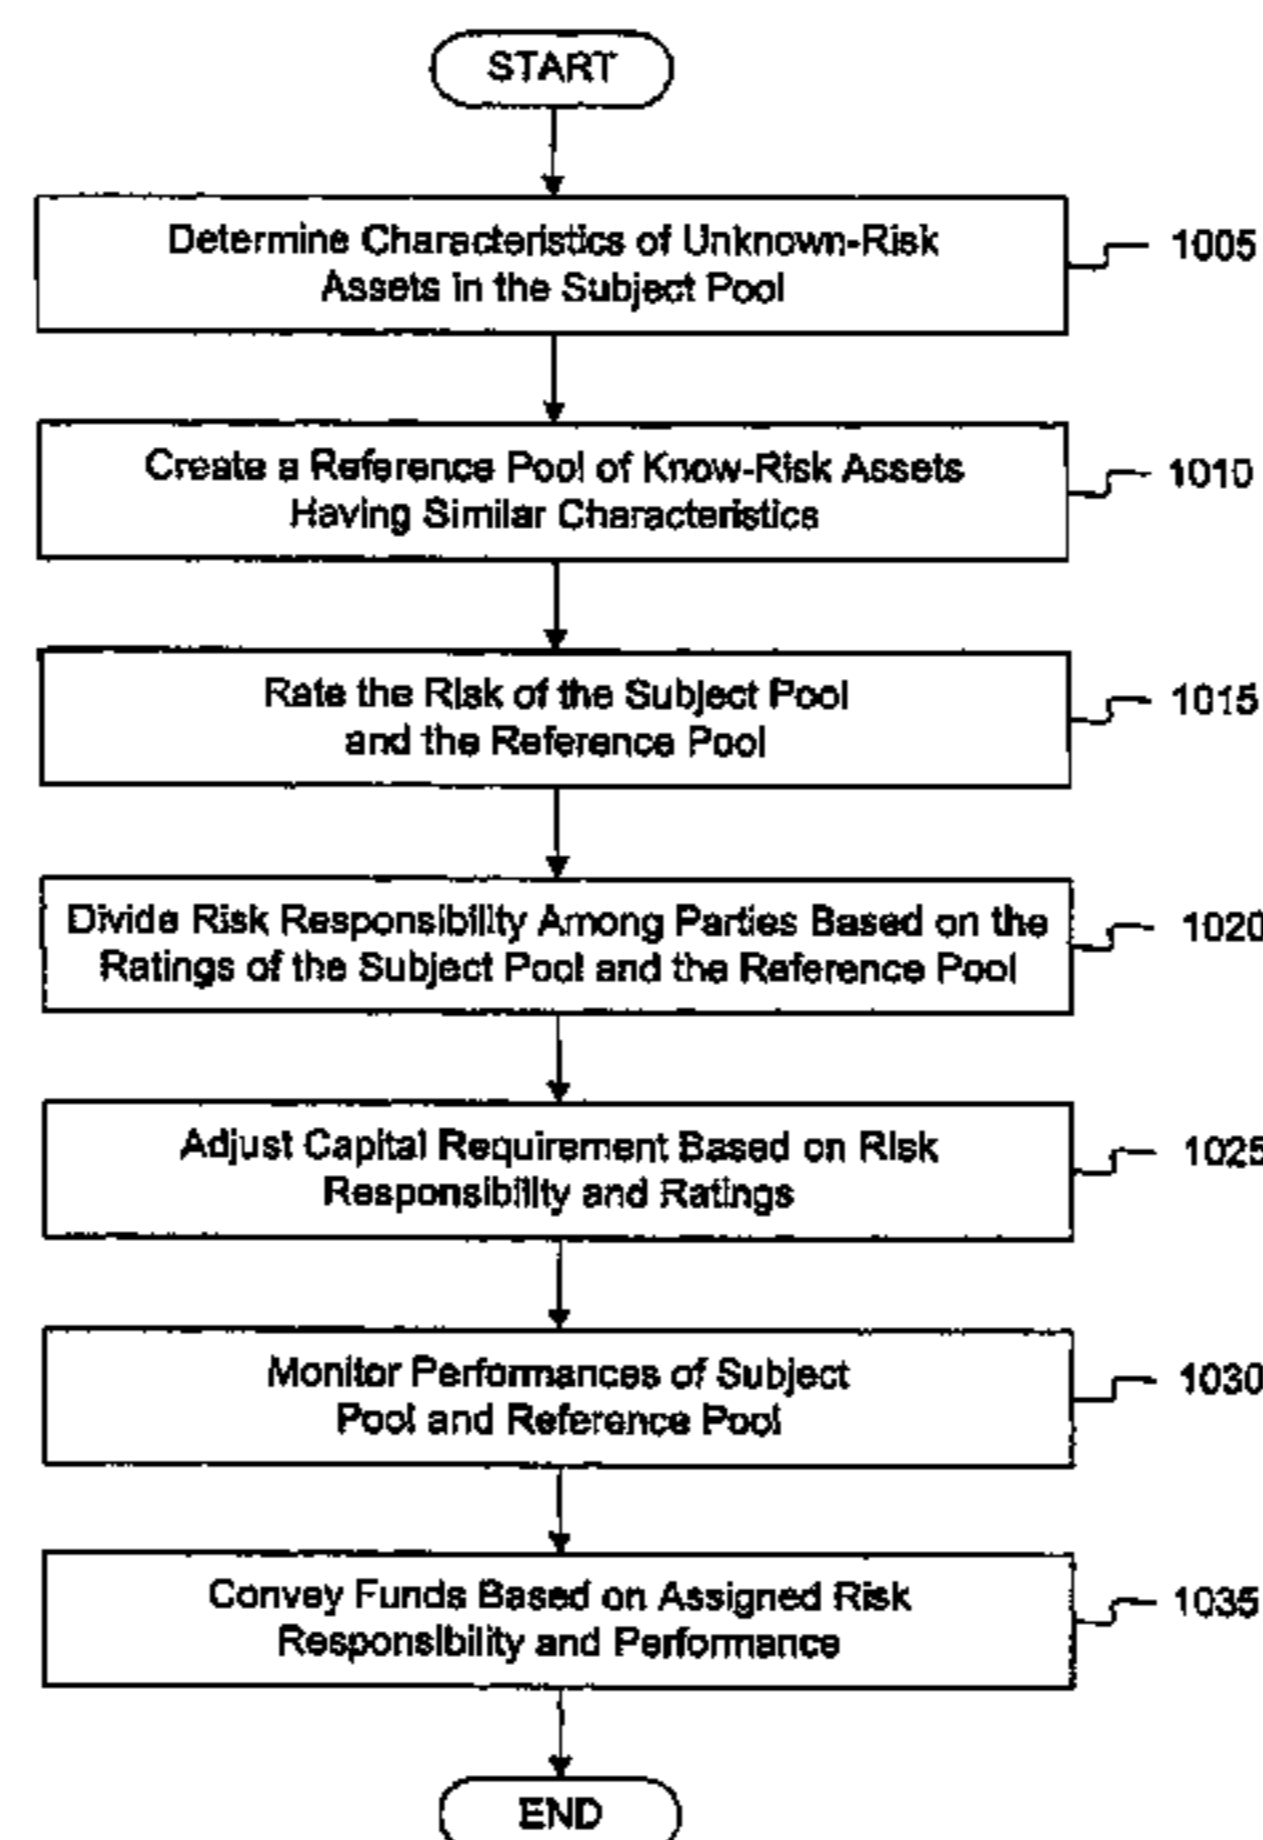 START
Determine Characteristics of Unknown-Risk
Assets in the Subject Pool
1005
Create a Reference Pool of Know-Risk Assets
Having Similar Characteristics
1010
Rate the Risk of the Subject Pool
and the Reference Pool
1015
Divide Risk Responsibility Among Parties Based on the
Ratings of the Subject Pool and the Reference Pool
1020
Adjust Capital Requirement Based on Risk
Responsibility and Ratings
1025
Monitor Performances of Subject
Pool and Reference Pool
1030
Convey Funds Based on Assigned Risk
Responsibility and Performance
1035
END